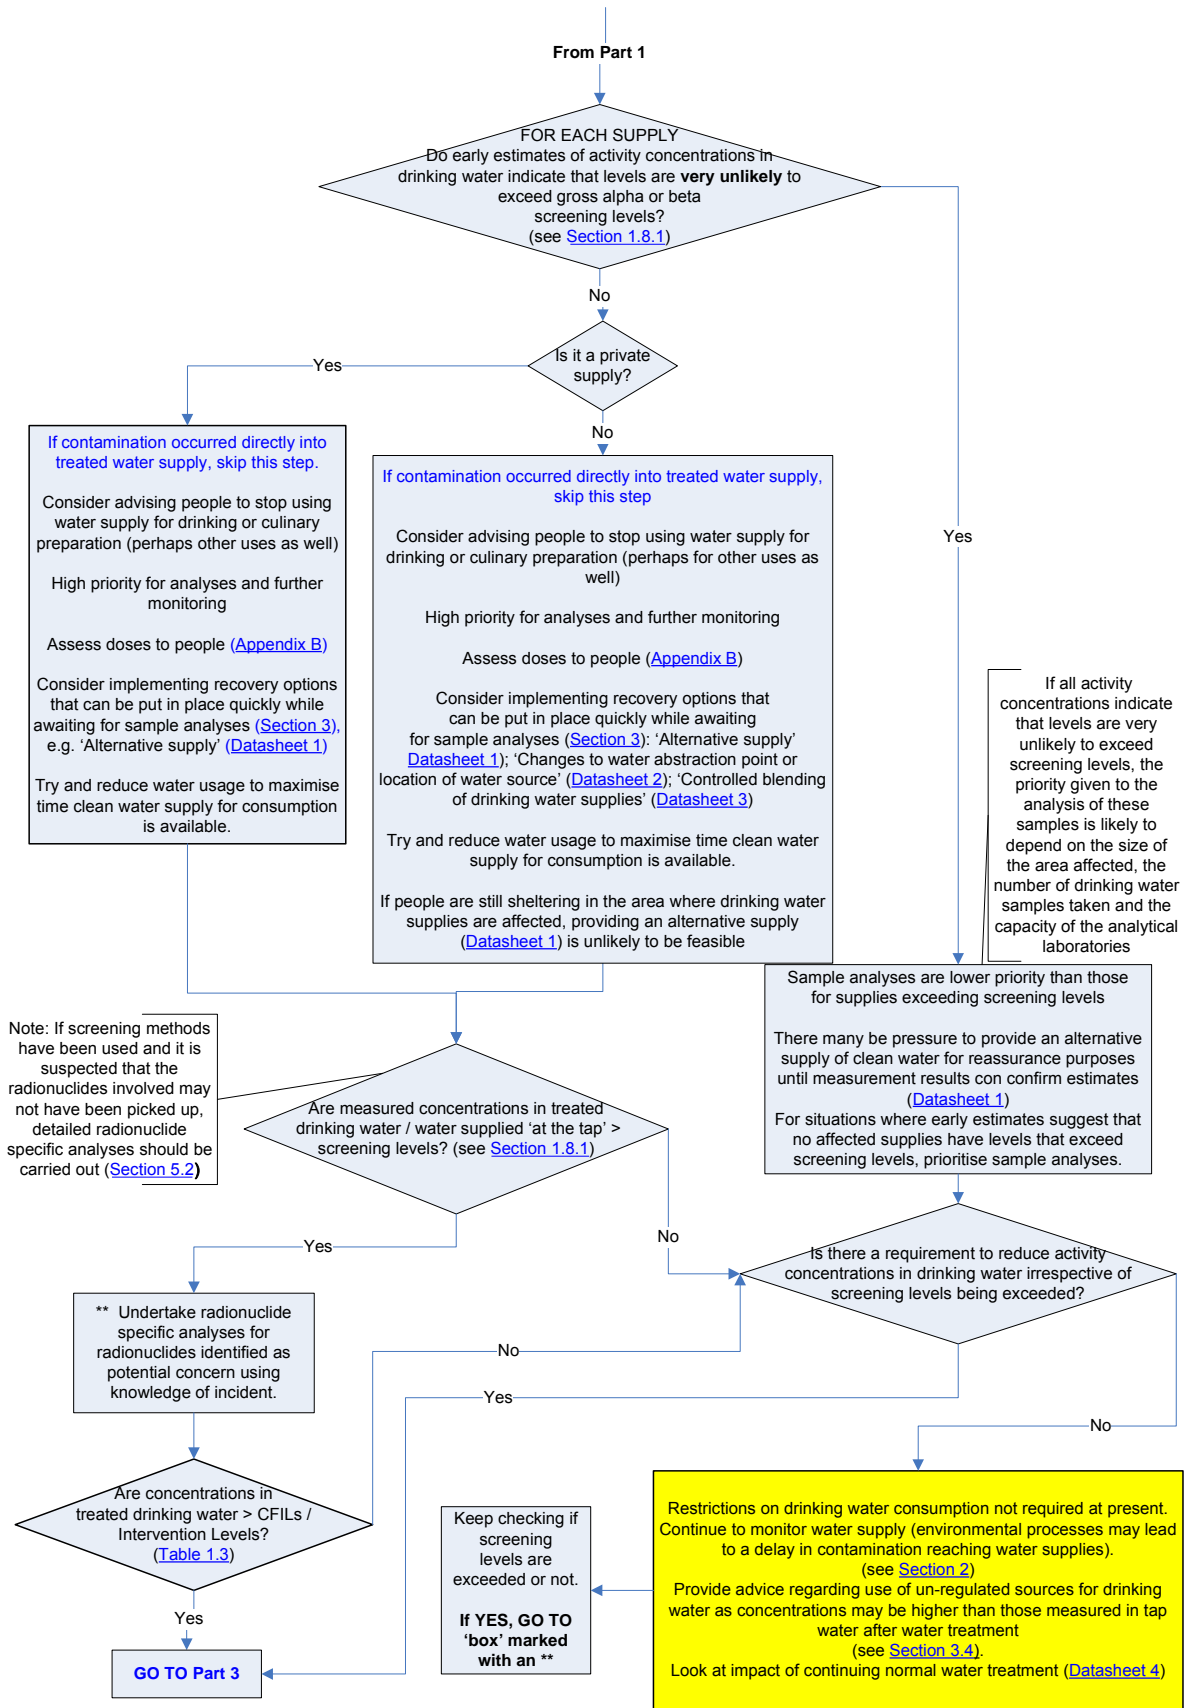 From Part 1
FOR EACH SUPPLY
Do early estimates of activity concentrations in
drinking water indicate that levels are very unlikely to
exceed gross alpha or beta
screening levels?
(see Section 1.8.1)
No
Is it a private
supply?
Yes
No
Yes
If contamination occurred directly into
treated water supply, skip this step.
Consider advising people to stop using
water supply for drinking or culinary
preparation (perhaps other uses as well)
High priority for analyses and further
monitoring
Assess doses to people (Appendix B)
Consider implementing recovery options
that can be put in place quickly while
awaiting for sample analyses (Section 3),
e.g. ‘Alternative supply’ (Datasheet 1)
Try and reduce water usage to maximise
time clean water supply for consumption
is available.
If contamination occurred directly into treated water supply,
skip this step
Consider advising people to stop using water supply for
drinking or culinary preparation (perhaps for other uses as
well)
High priority for analyses and further monitoring
Assess doses to people (Appendix B)
Consider implementing recovery options that
can be put in place quickly while awaiting
for sample analyses (Section 3): ‘Alternative supply’
Datasheet 1); ‘Changes to water abstraction point or
location of water source’ (Datasheet 2); ‘Controlled blending
of drinking water supplies’ (Datasheet 3)
Try and reduce water usage to maximise time clean water
supply for consumption is available.
If people are still sheltering in the area where drinking water
supplies are affected, providing an alternative supply
(Datasheet 1) is unlikely to be feasible
If all activity
concentrations indicate
that levels are very
unlikely to exceed
screening levels, the
priority given to the
analysis of these
samples is likely to
depend on the size of
the area affected, the
number of drinking water
samples taken and the
capacity of the analytical
laboratories
Sample analyses are lower priority than those
for supplies exceeding screening levels
There many be pressure to provide an alternative
supply of clean water for reassurance purposes
until measurement results con confirm estimates
(Datasheet 1)
For situations where early estimates suggest that
no affected supplies have levels that exceed
screening levels, prioritise sample analyses.
Note: If screening methods
have been used and it is
suspected that the
radionuclides involved may
not have been picked up,
detailed radionuclide
specific analyses should be
carried out (Section 5.2)
Are measured concentrations in treated
drinking water / water supplied ‘at the tap’ >
screening levels? (see Section 1.8.1)
Yes
No
Is there a requirement to reduce activity
concentrations in drinking water irrespective of
screening levels being exceeded?
** Undertake radionuclide
specific analyses for
radionuclides identified as
potential concern using
knowledge of incident.
No
Yes
No
Are concentrations in
treated drinking water > CFILs /
Intervention Levels?
(Table 1.3)
Yes
GO TO Part 3
Keep checking if
screening
levels are
exceeded or not.
If YES, GO TO
‘box’ marked
with an **
Restrictions on drinking water consumption not required at present.
Continue to monitor water supply (environmental processes may lead
to a delay in contamination reaching water supplies).
(see Section 2)
Provide advice regarding use of un-regulated sources for drinking
water as concentrations may be higher than those measured in tap
water after water treatment
(see Section 3.4).
Look at impact of continuing normal water treatment (Datasheet 4)